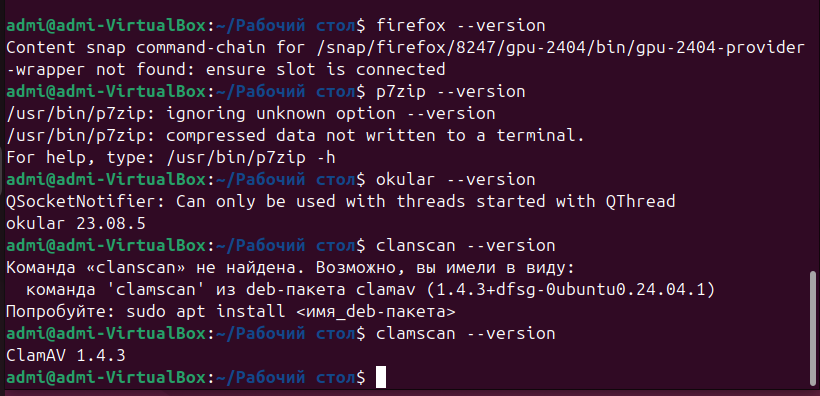 admi@admi-VirtualBox:~/Рабочий стол$ firefox --version
Content snap command-chain for /snap/firefox/8247/gpu-2404/bin/gpu-2404-provider
-wrapper not found: ensure slot is connected
admi@admi-VirtualBox:~/Рабочий стол$ p7zip --version
/usr/bin/p7zip: ignoring unknown option --version
/usr/bin/p7zip: compressed data not written to a terminal.
For help, type: /usr/bin/p7zip -h
admi@admi-VirtualBox:~/Рабочий стол$ okular --version
QSocketNotifier: Can only be used with threads started with QThread
okular 23.08.5
admi@admi-VirtualBox:~/Рабочий стол$ clanscan --version
Команда «clanscan» не найдена. Возможно, вы имели в виду:
  команда 'clamscan' из deb-пакета clamav (1.4.3+dfsg-0ubuntu0.24.04.1)
Попробуйте: sudo apt install <имя_deb-пакета>
admi@admi-VirtualBox:~/Рабочий стол$ clamscan --version
ClamAV 1.4.3
admi@admi-VirtualBox:~/Рабочий стол$